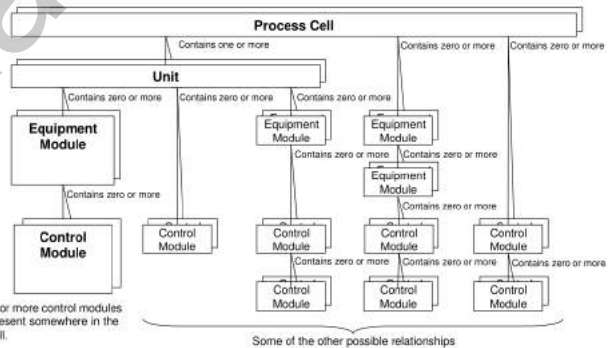 Process Cell
Contains one or more
Contains zero or more
Contains zero or more
Unit
Contains zero or more
Contains zero or more
Contains zero or more
Equipment
Module
Equipment
Module
Equipment
Module
Contains zero or more
Contains zero or more
Equipment
Module
Contains zero or more
Contains zero or more
Control
Module
Control
Module
Control
Module
Control
Module
Control
Module
Contains zero or more
Contains zero or more
Contains zero or more
Control
Module
Control
Module
Control
Module
or more control modules
esent somewhere in the
ll.
Some of the other possible relationships